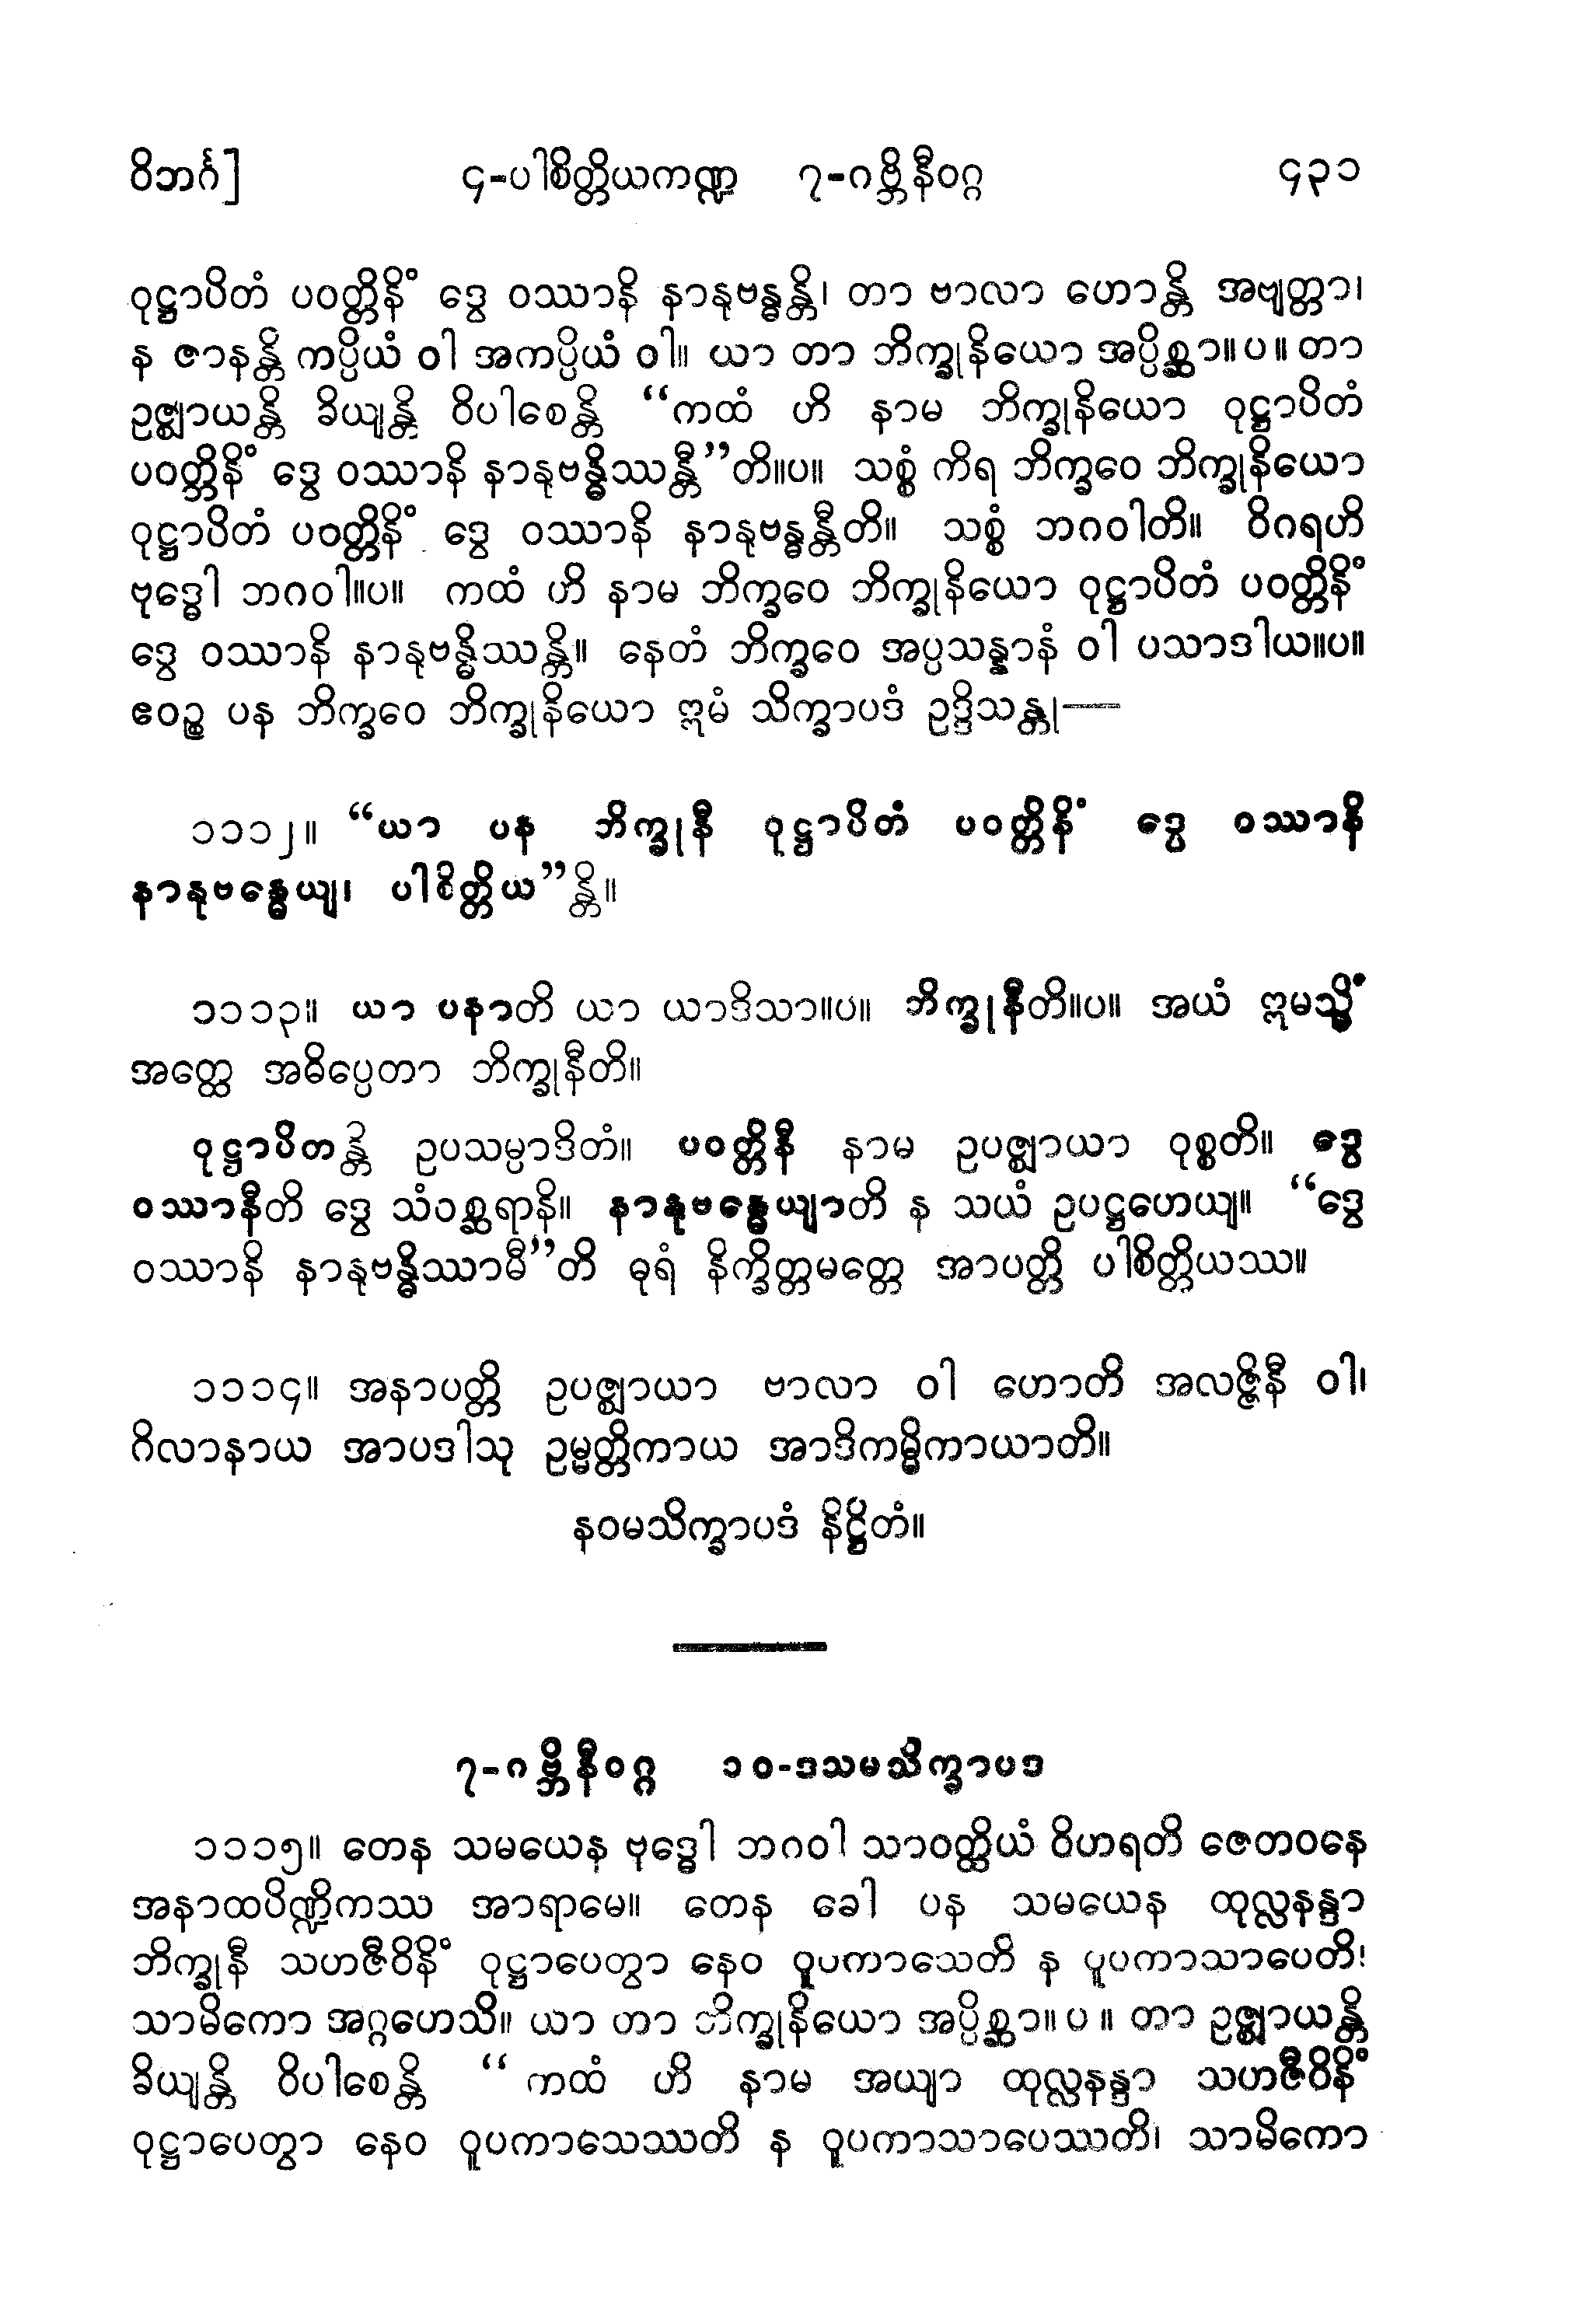 ဝိဘင်္ဂ] ၄-ပါစိတ္တိယကဏ္ဍ ၇-ဂဗ္ဘိနီဝဂ္ဂ ၄၃၁
ဝုဋ္ဌာပိတံ ပဝတ္တိနိံ ဒွေ ဝဿာနိ နာနုဗန္ဓန္တိ၊ တာ ဗာလာ ဟောန္တိ အဗျတ္တာ၊
န ဇာနန္တိ ကပ္ပိယံ ဝါ အကပ္ပိယံ ဝါ။ ယာ တာ ဘိက္ခုနိယော အပ္ပိစ္ဆာ။ပ။ တာ
ဥဇ္ဈာယန္တိ ခိယျန္တိ ဝိပါစေန္တိ “ကထံ ဟိ နာမ ဘိက္ခုနိယော ဝုဋ္ဌာပိတံ
ပဝတ္တိနိံ ဒွေ ဝဿာနိ နာနုဗန္ဓိဿန္တီ”တိ။ပ။ သစ္စံ ကိရ ဘိက္ခဝေ ဘိက္ခုနိယော
ဝုဋ္ဌာပိတံ ပဝတ္တိနိံ ဒွေ ဝဿာနိ နာနုဗန္ဓန္တီတိ။ သစ္စံ ဘဂဝါတိ။ ဝိဂရဟိ
ဗုဒ္ဓေါ ဘဂဝါ။ပ။ ကထံ ဟိ နာမ ဘိက္ခဝေ ဘိက္ခုနိယော ဝုဋ္ဌာပိတံ ပဝတ္တိနိံ
ဒွေ ဝဿာနိ နာနုဗန္ဓိဿန္တိ။ နေတံ ဘိက္ခဝေ အပ္ပသန္နာနံ ဝါ ပသာဒါယ။ပ။
ဧဝဉ္စ ပန ဘိက္ခဝေ ဘိက္ခုနိယော ဣမံ သိက္ခာပဒံ ဥဒ္ဒိသန္တု—
၁၁၁၂။ “ယာ ပန ဘိက္ခုနီ ဝုဋ္ဌာပိတံ ပဝတ္တိနိံ ဒွေ ဝဿာနိ
နာနုဗန္ဓေယျ၊ ပါစိတ္တိယ”န္တိ။
၁၁၁၃။ ယာ ပနာတိ ယာ ယာဒိသာ။ပ။ ဘိက္ခုနီတိ။ပ။ အယံ ဣမသ္မိံ
အတ္ထေ အဓိပ္ပေတာ ဘိက္ခုနီတိ။
ဝုဋ္ဌာပိတန္တိ ဥပသမ္ပာဒိတံ။ ပဝတ္တိနီ နာမ ဥပဇ္ဈာယာ ဝုစ္စတိ။ ဒွေ
ဝဿာနီတိ ဒွေ သံဝစ္ဆရာနိ။ နာနုဗန္ဓေယျာတိ န သယံ ဥပဋ္ဌဟေယျ။ “ဒွေ
ဝဿာနိ နာနုဗန္ဓိဿာမီ”တိ ဓုရံ နိက္ခိတ္တမတ္တေ အာပတ္တိ ပါစိတ္တိယဿ။
၁၁၁၄။ အနာပတ္တိ ဥပဇ္ဈာယာ ဗာလာ ဝါ ဟောတိ အလဇ္ဇိနီ ဝါ၊
ဂိလာနာယ အာပဒါသု ဥမ္မတ္တိကာယ အာဒိကမ္မိကာယာတိ။
နဝမသိက္ခာပဒံ နိဋ္ဌိတံ။
၇-ဂဗ္ဘိနီဝဂ္ဂ ၁၀-ဒသမသိက္ခာပဒ
၁၁၁၅။ တေန သမယေန ဗုဒ္ဓေါ ဘဂဝါ သာဝတ္ထိယံ ဝိဟရတိ ဇေတဝနေ
အနာထပိဏ္ဍိကဿ အာရာမေ။ တေန ခေါ ပန သမယေန ထုလ္လနန္ဒာ
ဘိက္ခုနီ သဟဇီဝိနိံ ဝုဋ္ဌာပေတွာ နေဝ ဝူပကာသေတိ န ဝူပကာသာပေတိ၊
သာမိကော အဂ္ဂဟေသိ။ ယာ တာ ဘိက္ခုနိယော အပ္ပိစ္ဆာ။ပ။ တာ ဥဇ္ဈာယန္တိ
ခိယျန္တိ ဝိပါစေန္တိ “ကထံ ဟိ နာမ အယျာ ထုလ္လနန္ဒာ သဟဇီဝိနိံ
ဝုဋ္ဌာပေတွာ နေဝ ဝူပကာသေဿတိ န ဝူပကာသာပေဿတိ၊ သာမိကော